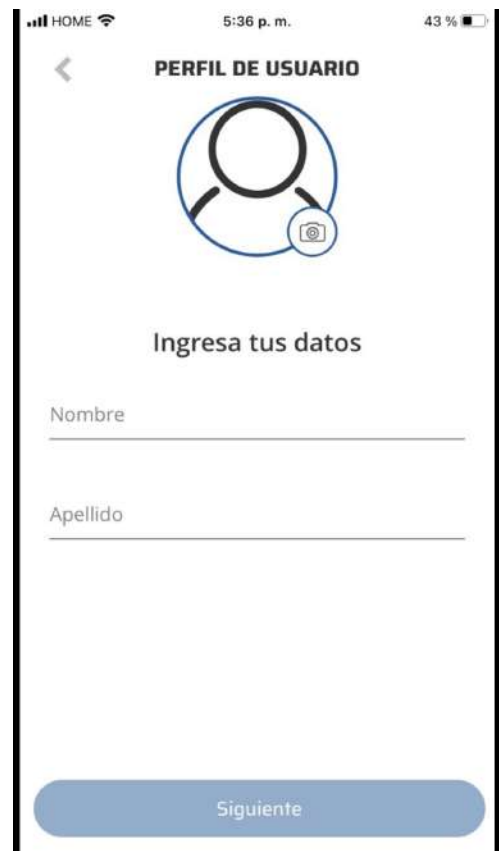 HOME 5:36 p. m. 43 %
PERFIL DE USUARIO
Ingresa tus datos
Nombre
Apellido
Siguiente